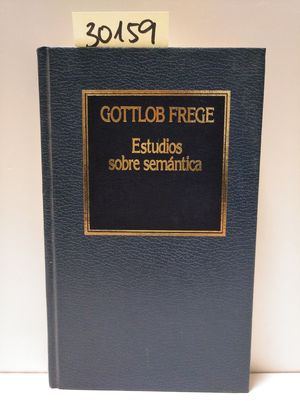 30159
GOTTLOB FREGE
Estudios
sobre semántica